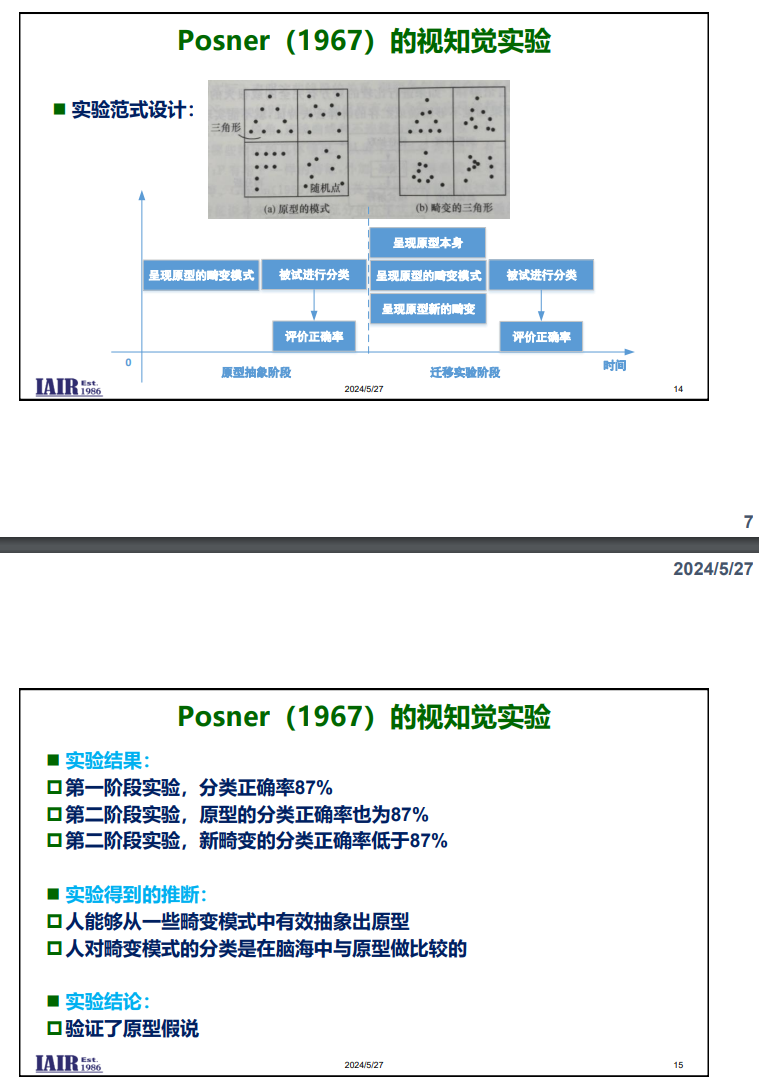 Posner（1967）的视知觉实验
实验范式设计：
三角形
随机点
(a) 原型的模式
(b) 畸变的三角形
呈现原型本身
呈现原型的畸变模式
被试进行分类
呈现原型的畸变模式
被试进行分类
呈现原型新的畸变
评价正确率
评价正确率
0
原型抽象阶段
迁移实验阶段
时间
IAIR Est. 1986
2024/5/27
14
7
2024/5/27
Posner（1967）的视知觉实验
实验结果：
第一阶段实验，分类正确率87%
第二阶段实验，原型的分类正确率也为87%
第二阶段实验，新畸变的分类正确率低于87%
实验得到的推断：
人能够从一些畸变模式中有效抽象出原型
人对畸变模式的分类是在脑海中与原型做比较的
实验结论：
验证了原型假说
IAIR Est. 1986
2024/5/27
15